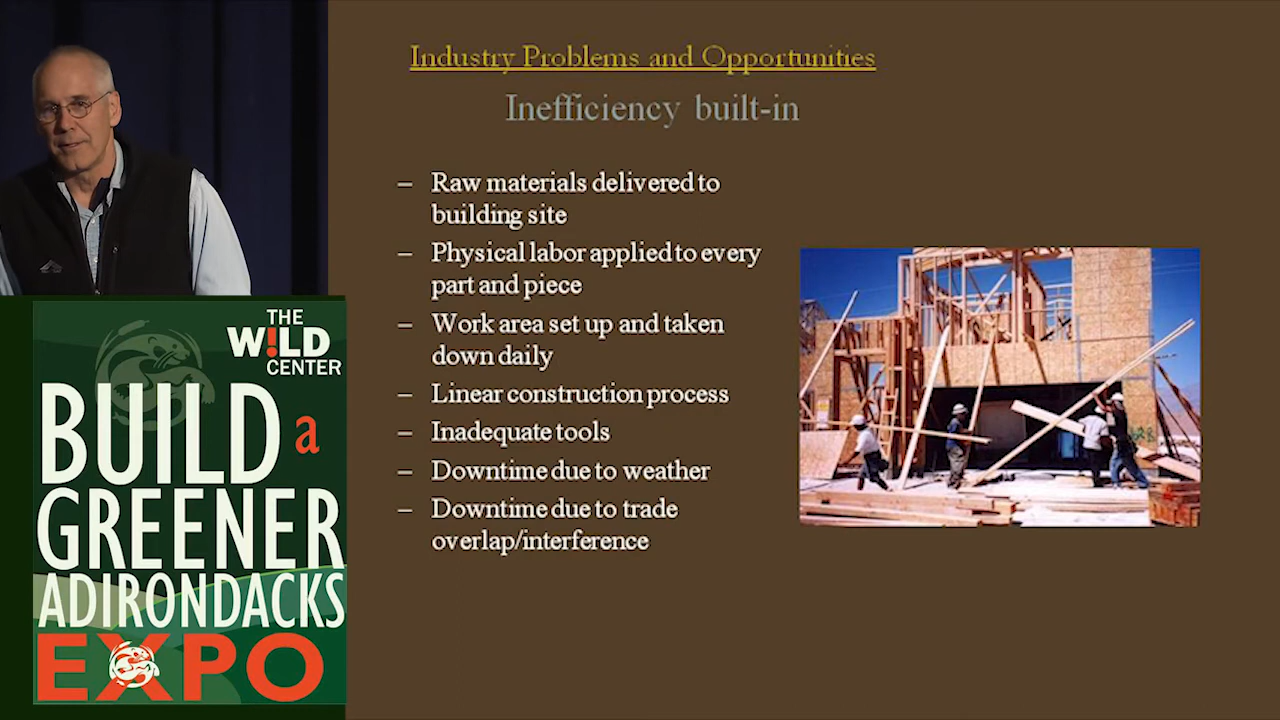 Industry Problems and Opportunities
Inefficiency built-in
– Raw materials delivered to
building site
– Physical labor applied to every
part and piece
– Work area set up and taken
down daily
– Linear construction process
– Inadequate tools
– Downtime due to weather
– Downtime due to trade
overlap/interference
THE
W!LD
CENTER
BUILD a
GREENER
ADIRONDACKS
EXPO